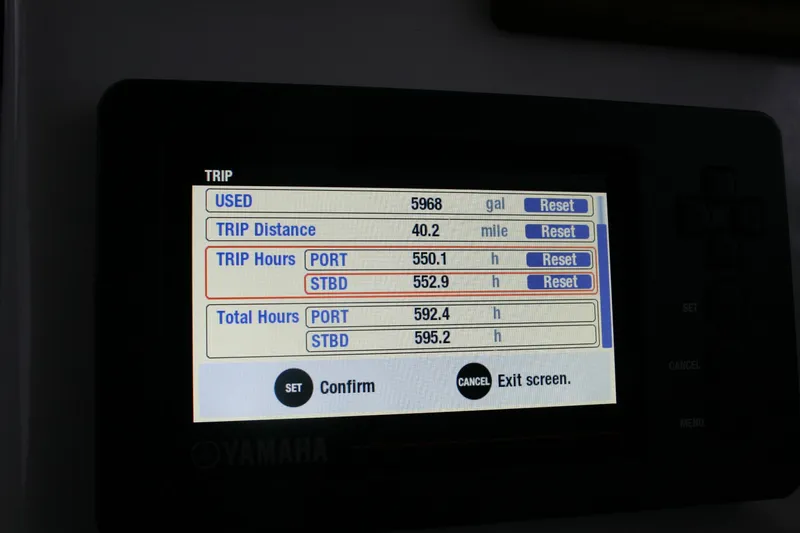 TRIP
USED 5968 gal Reset
TRIP Distance 40.2 mile Reset
TRIP Hours PORT 550.1 h Reset
STBD 552.9 h Reset
Total Hours PORT 592.4 h
STBD 595.2 h
SET Confirm CANCEL Exit screen.
YAMAHA
SET
CANCEL
MENU